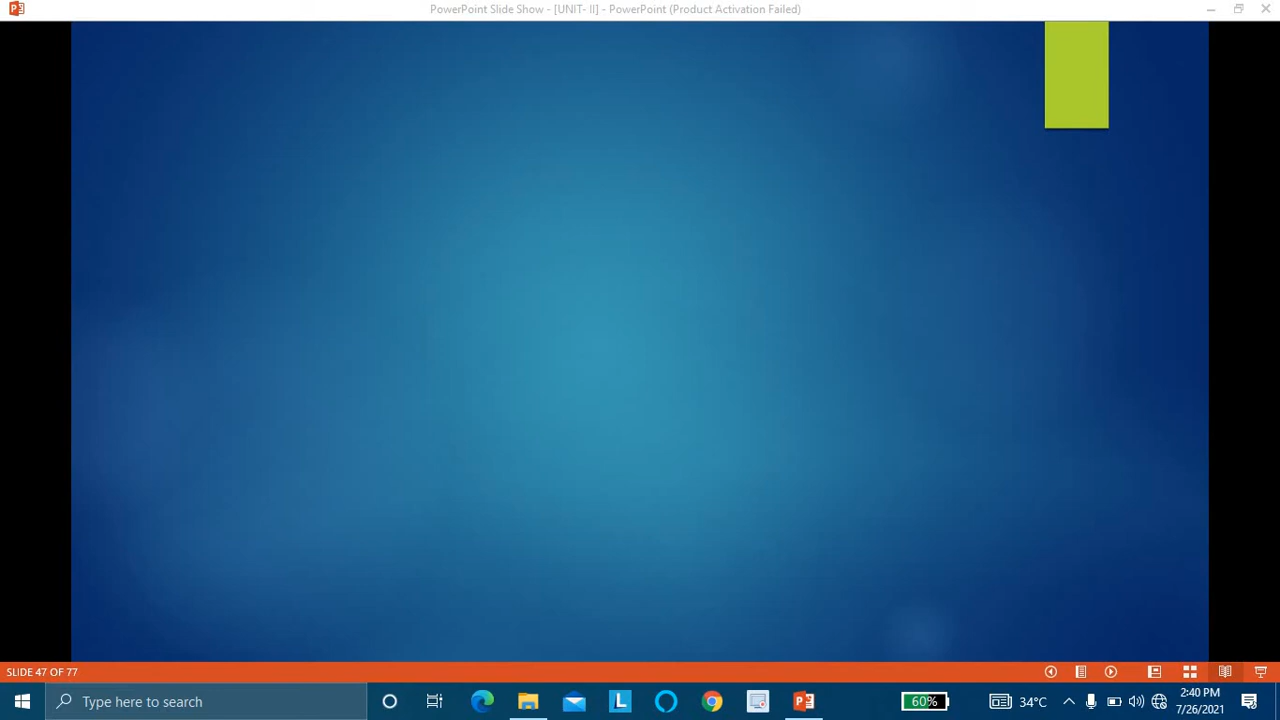 PowerPoint Slide Show - [UNIT- II] - PowerPoint (Product Activation Failed)
SLIDE 47 OF 77
Type here to search
L
60%
34°C
2:40 PM
7/26/2021